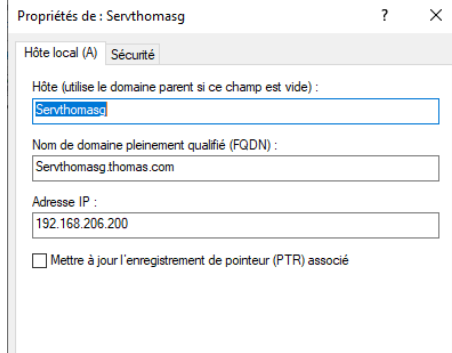 Propriétés de : Servthomasg ? ×
Hôte local (A) Sécurité
Hôte (utilise le domaine parent si ce champ est vide) :
Servthomasg
Nom de domaine pleinement qualifié (FQDN) :
Servthomasg.thomas.com
Adresse IP :
192.168.206.200
Mettre à jour l'enregistrement de pointeur (PTR) associé